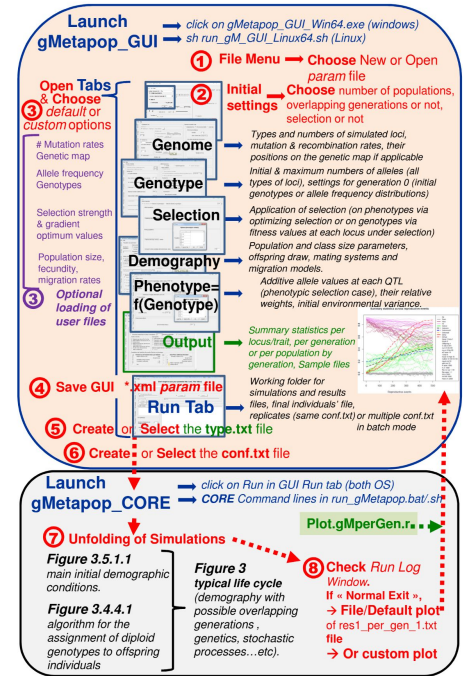 Launch
gMetapop_GUI
click on gMetapop_GUI_Win64.exe (windows)
sh run_gM_GUI_Linux64.sh (Linux)
1 File Menu Choose New or Open
param file
Open Tabs
3 & Choose
default or
custom options
2 Initial
settings
Choose number of populations,
overlapping generations or not,
selection or not
# Mutation rates
Genetic map
Allele frequency
Genotypes
Selection strength
& gradient
optimum values
Population size,
fecundity,
migration rates
3 Optional
loading of
user files
Genome
Types and numbers of simulated loci,
mutation & recombination rates, their
positions on the genetic map if applicable
Genotype
Initial & maximum numbers of alleles (all
types of loci), settings for generation 0 (initial
genotypes or allele frequency distributions)
Selection
Application of selection (on phenotypes via
optimizing selection or on genotypes via
fitness values at each locus under selection)
Demography
Population and class size parameters,
offspring draw, mating systems and
migration models.
Phenotype=
f(Genotype)
Additive allele values at each QTL
(phenotypic selection case), their relative
weights, initial environmental variance.
Output
Summary statistics per
locus/trait, per generation
or per population by
generation, Sample files
4 Save GUI *.xml param file
Run Tab
Working folder for
simulations and results
files, final individuals' file,
replicates (same conf.txt) or multiple conf.txt
in batch mode
5 Create or Select the type.txt file
6 Create or Select the conf.txt file
Launch
gMetapop_CORE
click on Run in GUI Run tab (both OS)
CORE Command lines in run_gMetapop.bat/.sh
Plot.gMperGen.r
7 Unfolding of Simulations
Figure 3.5.1.1
main initial demographic
conditions.
Figure 3.4.4.1
algorithm for the
assignment of diploid
genotypes to offspring
individuals
Figure 3
typical life cycle
(demography with
possible overlapping
generations ,
genetics, stochastic
processes…etc).
8 Check Run Log
Window.
If « Normal Exit »,
→ File/Default plot
of res1_per_gen_1.txt
file
→ Or custom plot